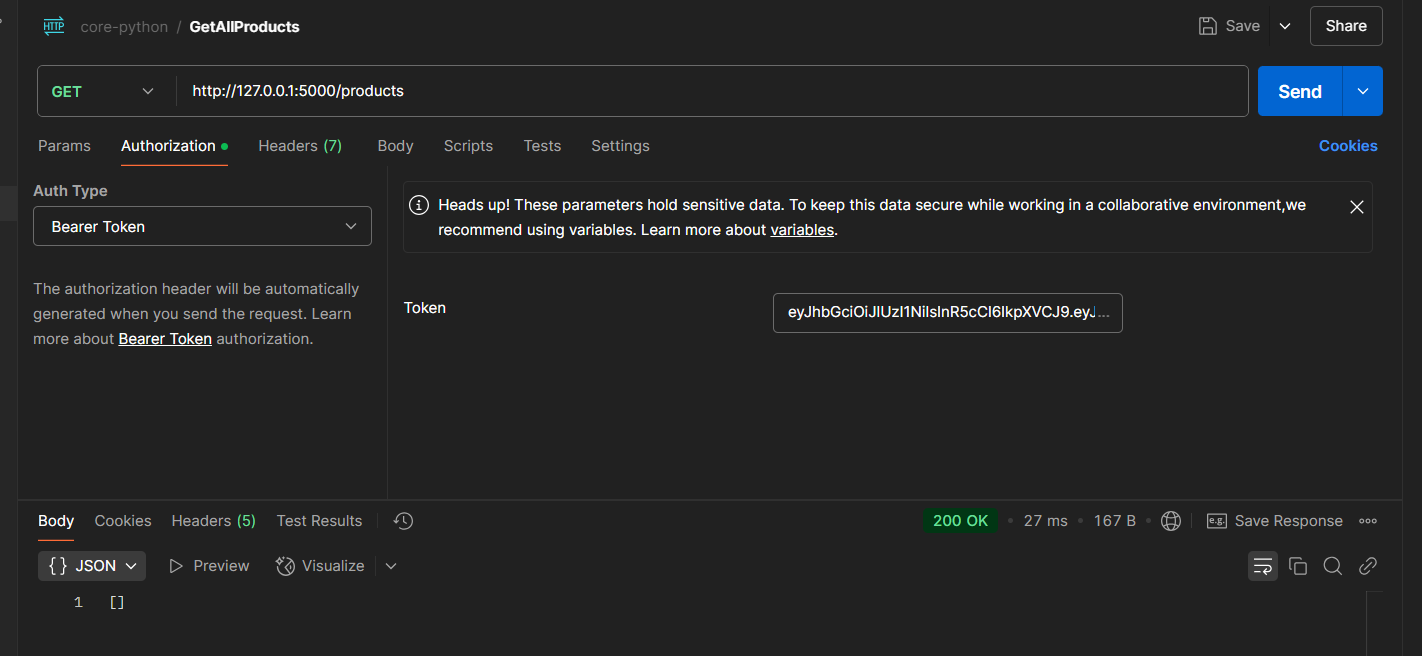 HTTP core-python / GetAllProducts Save Share
GET http://127.0.0.1:5000/products Send
Params Authorization Headers (7) Body Scripts Tests Settings Cookies
Auth Type
Bearer Token
The authorization header will be automatically
generated when you send the request. Learn
more about Bearer Token authorization.
Heads up! These parameters hold sensitive data. To keep this data secure while working in a collaborative environment,we
recommend using variables. Learn more about variables.
Token eyJhbGciOiJIUzI1NiIsInR5cCI6IkpXVCJ9.eyJ...
Body Cookies Headers (5) Test Results 200 OK • 27 ms • 167 B • e.g. Save Response
{} JSON Preview Visualize
1 []